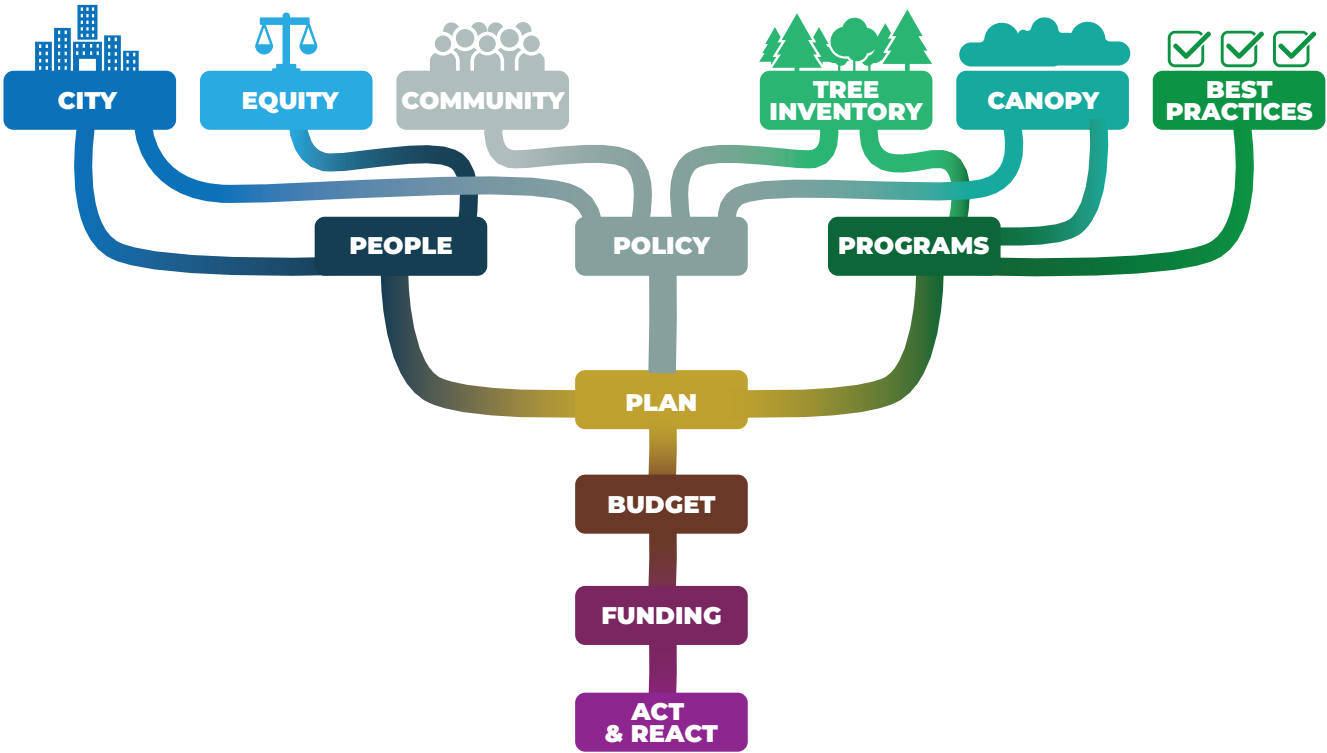 CITY
EQUITY
COMMUNITY
TREE
INVENTORY
CANOPY
BEST
PRACTICES
PEOPLE
POLICY
PROGRAMS
PLAN
BUDGET
FUNDING
ACT
& REACT